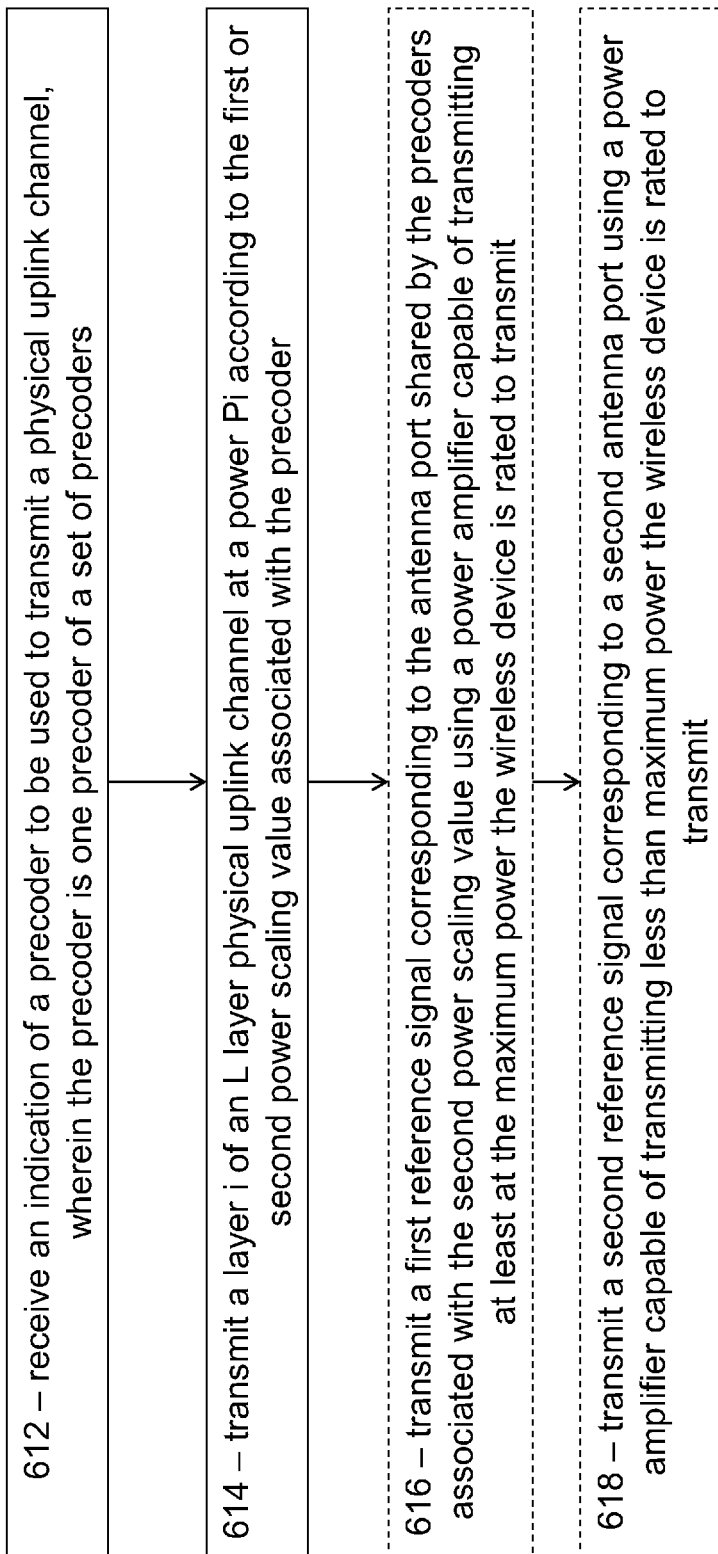 612 – receive an indication of a precoder to be used to transmit a physical uplink channel,
wherein the precoder is one precoder of a set of precoders
614 – transmit a layer i of an L layer physical uplink channel at a power Pi according to the first or
second power scaling value associated with the precoder
616 – transmit a first reference signal corresponding to the antenna port shared by the precoders
associated with the second power scaling value using a power amplifier capable of transmitting
at least at the maximum power the wireless device is rated to transmit
618 – transmit a second reference signal corresponding to a second antenna port using a power
amplifier capable of transmitting less than maximum power the wireless device is rated to
transmit